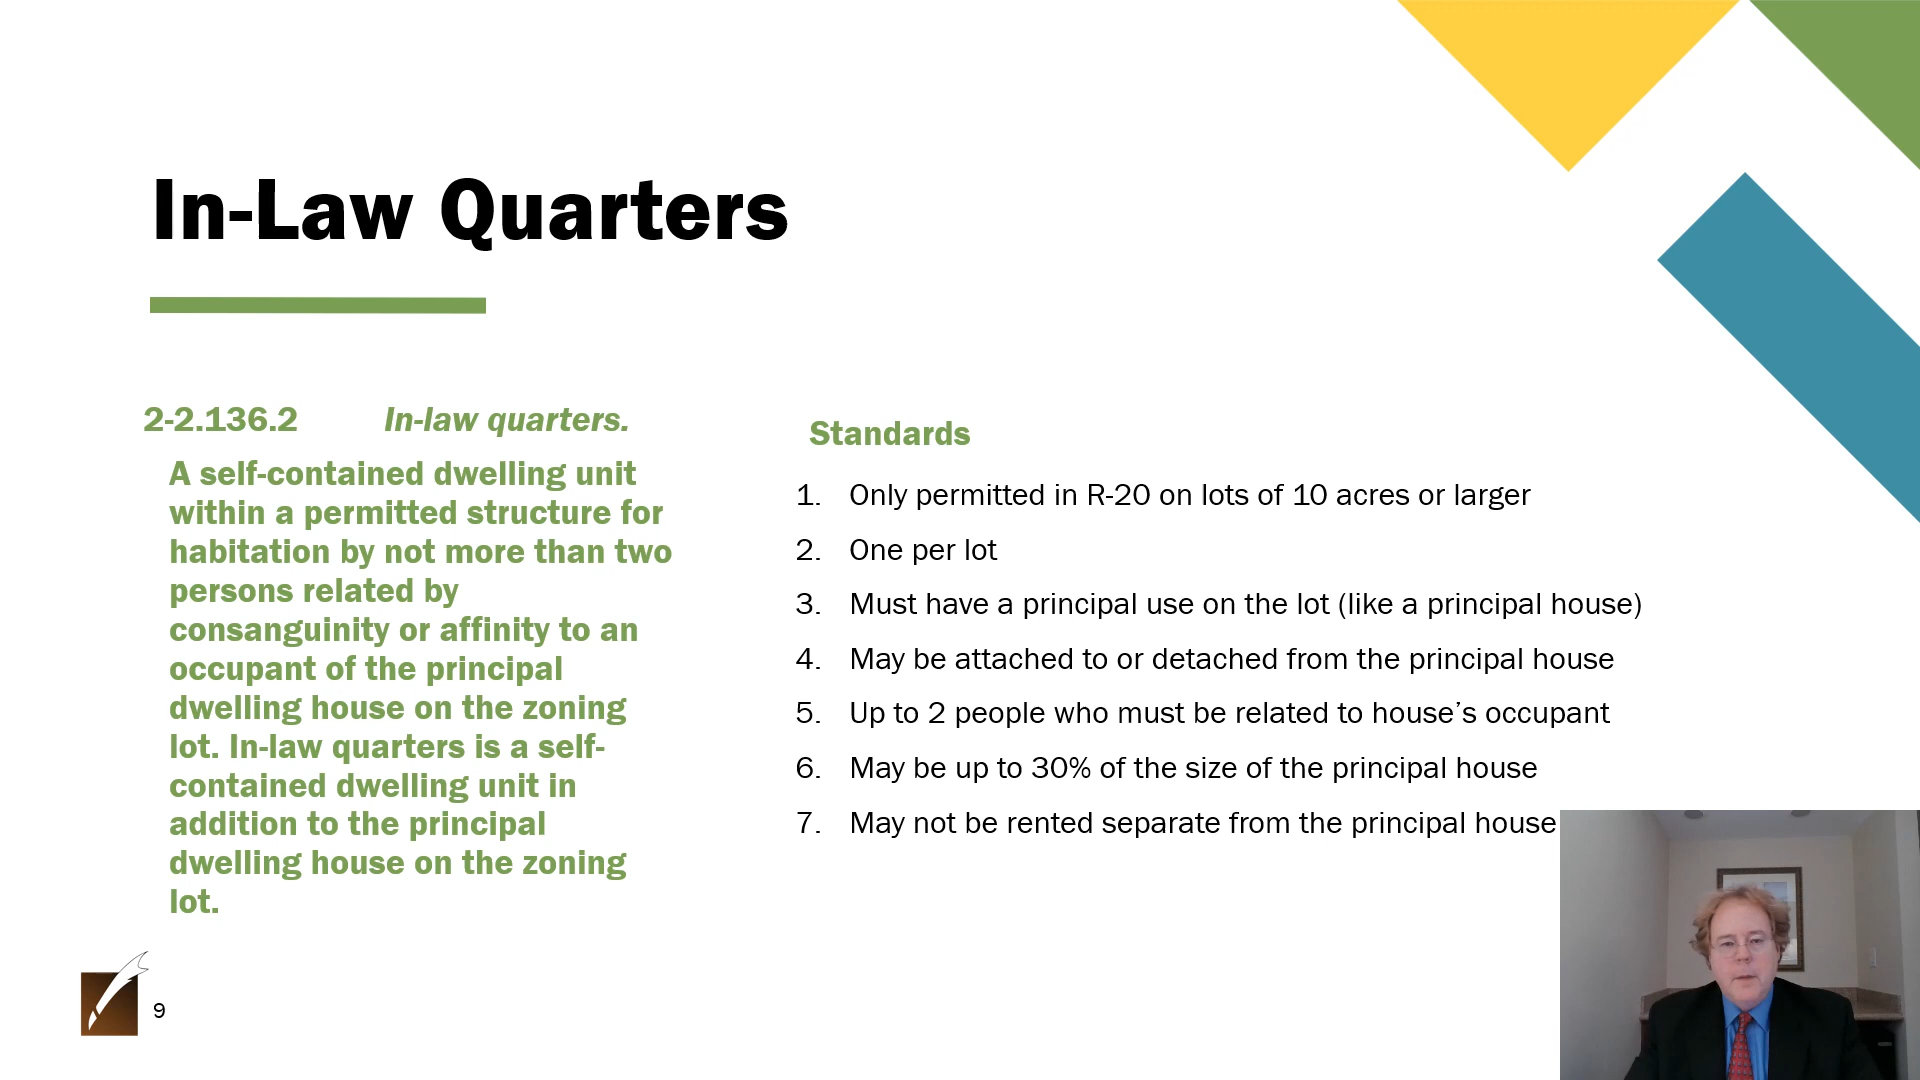 In-Law Quarters
2-2.136.2 In-law quarters.
A self-contained dwelling unit
within a permitted structure for
habitation by not more than two
persons related by
consanguinity or affinity to an
occupant of the principal
dwelling house on the zoning
lot. In-law quarters is a self-
contained dwelling unit in
addition to the principal
dwelling house on the zoning
lot.
Standards
1. Only permitted in R-20 on lots of 10 acres or larger
2. One per lot
3. Must have a principal use on the lot (like a principal house)
4. May be attached to or detached from the principal house
5. Up to 2 people who must be related to house’s occupant
6. May be up to 30% of the size of the principal house
7. May not be rented separate from the principal house
9